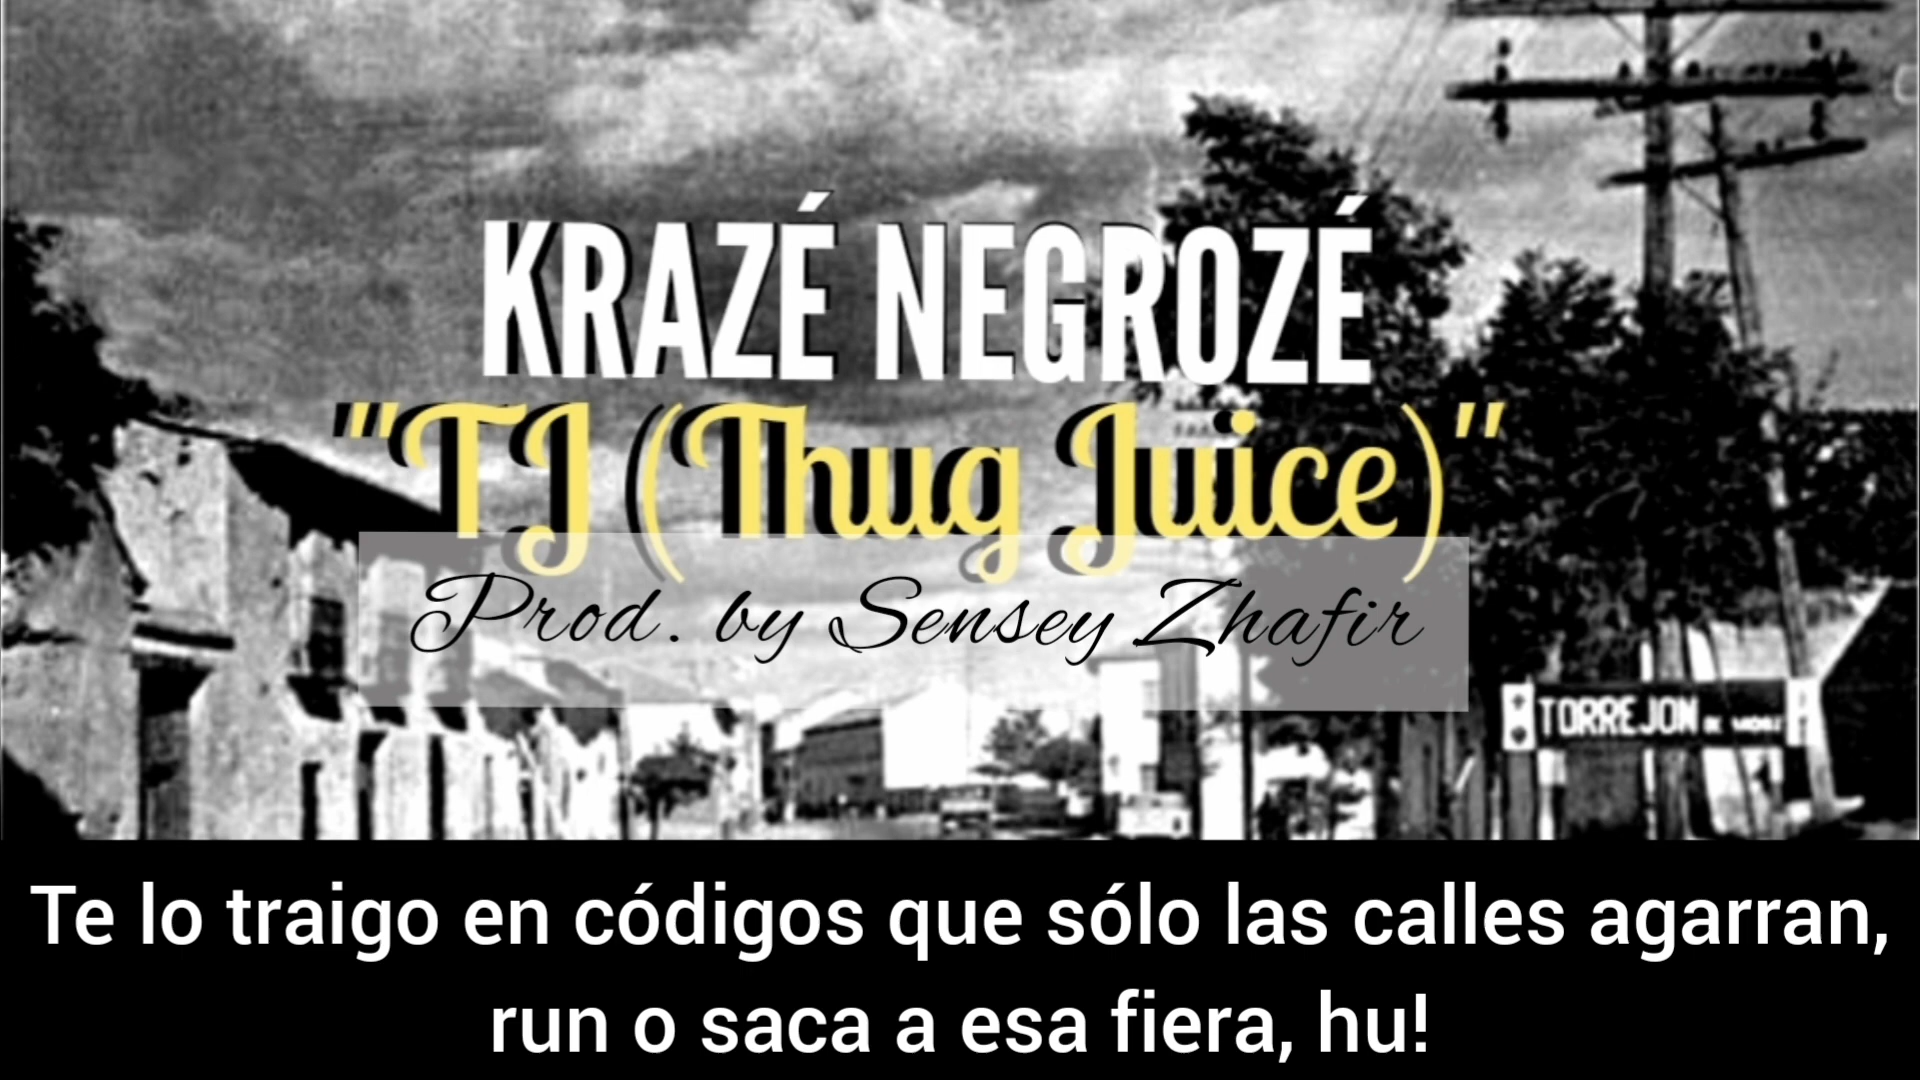 KRAZÉ NEGROZÉ
"TJ (Thug Juice)"
Prod. by Sensey Zhafir
TORREJON
Te lo traigo en códigos que sólo las calles agarran,
run o saca a esa fiera, hu!